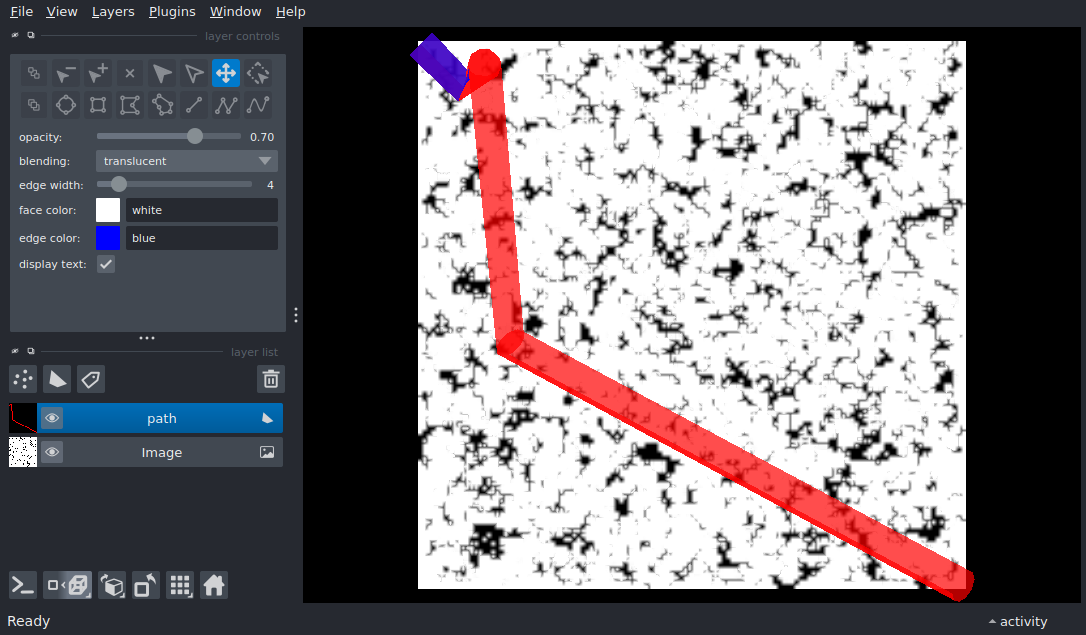 File View Layers Plugins Window Help
layer controls
opacity: 0.70
blending: translucent
edge width: 4
face color: white
edge color: blue
display text:
layer list
path
Image
Ready
activity